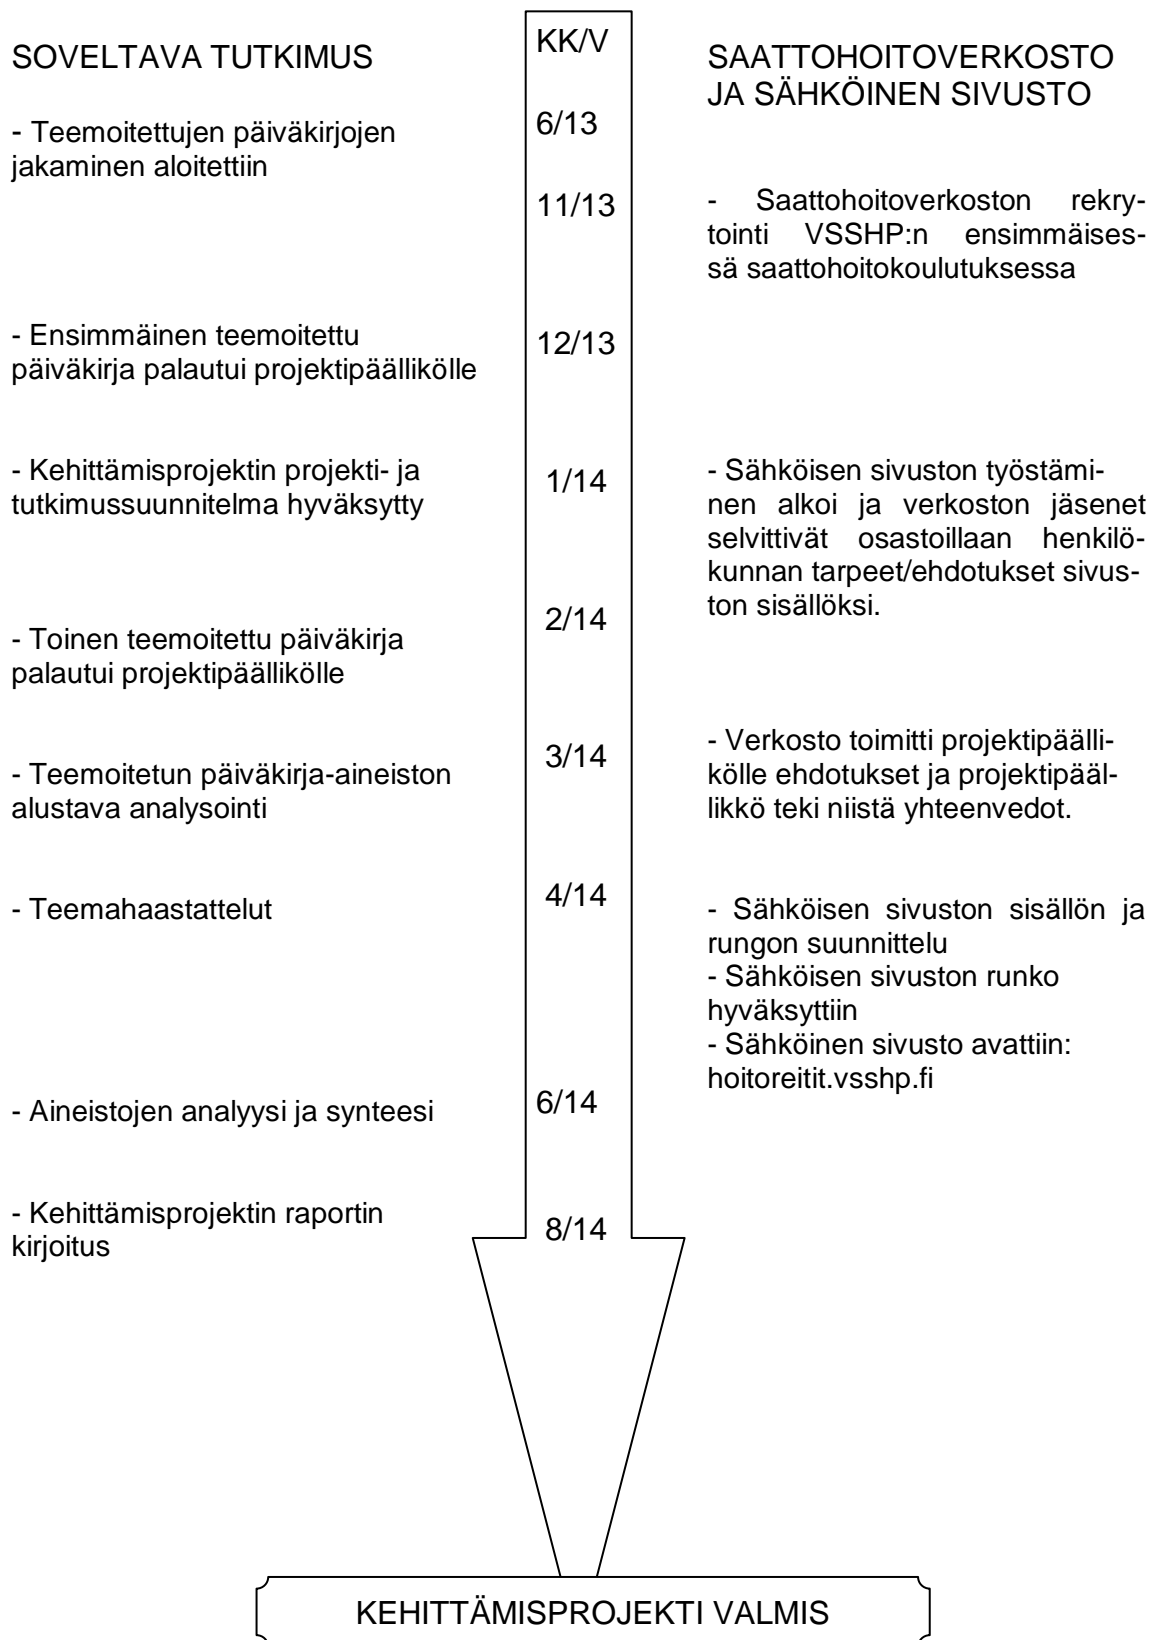 SOVELTAVA TUTKIMUS
- Teemoitettujen päiväkirjojen
jakaminen aloitettiin
- Ensimmäinen teemoitettu
päiväkirja palautui projektipäällikölle
- Kehittämisprojektin projekti- ja
tutkimussuunnitelma hyväksytty
- Toinen teemoitettu päiväkirja
palautui projektipäällikölle
- Teemoitetun päiväkirja-aineiston
alustava analysointi
- Teemahaastattelut
- Aineistojen analyysi ja synteesi
- Kehittämisprojektin raportin
kirjoitus
KK/V
6/13
11/13
12/13
1/14
2/14
3/14
4/14
6/14
8/14
SAATTOHOITOVERKOSTO
JA SÄHKÖINEN SIVUSTO
- Saattohoitoverkoston rekry-
tointi VSSHP:n ensimmäises-
sä saattohoitokoulutuksessa
- Sähköisen sivuston työstämi-
nen alkoi ja verkoston jäsenet
selvittivät osastoillaan henkilö-
kunnan tarpeet/ehdotukset sivus-
ton sisällöksi.
- Verkosto toimitti projektipäälli-
kölle ehdotukset ja projektipääl-
likkö teki niistä yhteenvedot.
- Sähköisen sivuston sisällön ja
rungon suunnittelu
- Sähköisen sivuston runko
hyväksyttiin
- Sähköinen sivusto avattiin:
hoitoreitit.vsshp.fi
KEHITTÄMISPROJEKTI VALMIS